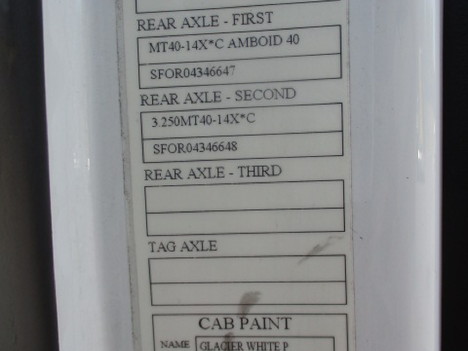 REAR AXLE - FIRST
MT40-14X*C AMBOID 40
SFOR04346647
REAR AXLE - SECOND
3.250MT40-14X*C
SFOR04346648
REAR AXLE - THIRD
TAG AXLE
CAB PAINT
NAME GLACIER WHITE P